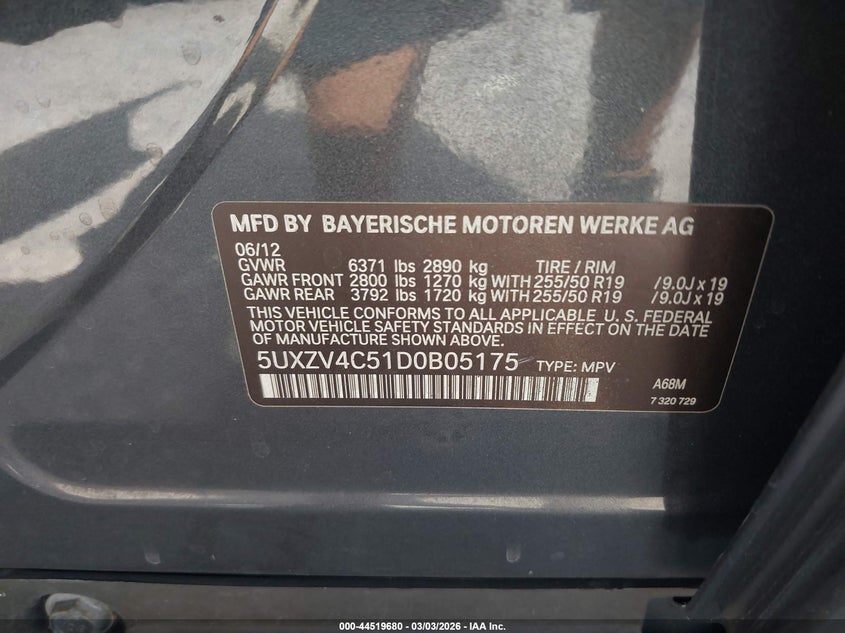 MFD BY BAYERISCHE MOTOREN WERKE AG
06/12
GVWR 6371 lbs 2890 kg TIRE / RIM
GAWR FRONT 2800 lbs 1270 kg WITH 255/50 R19 /9.0J x 19
GAWR REAR 3792 lbs 1720 kg WITH 255/50 R19 /9.0J x 19
THIS VEHICLE CONFORMS TO ALL APPLICABLE U. S. FEDERAL
MOTOR VEHICLE SAFETY STANDARDS IN EFFECT ON THE DATE
OF MANUFACTURE SHOWN ABOVE.
5UXZV4C51D0B05175 TYPE: MPV
A68M
7 320 729
000-44519680 - 03/03/2026 - IAA Inc.